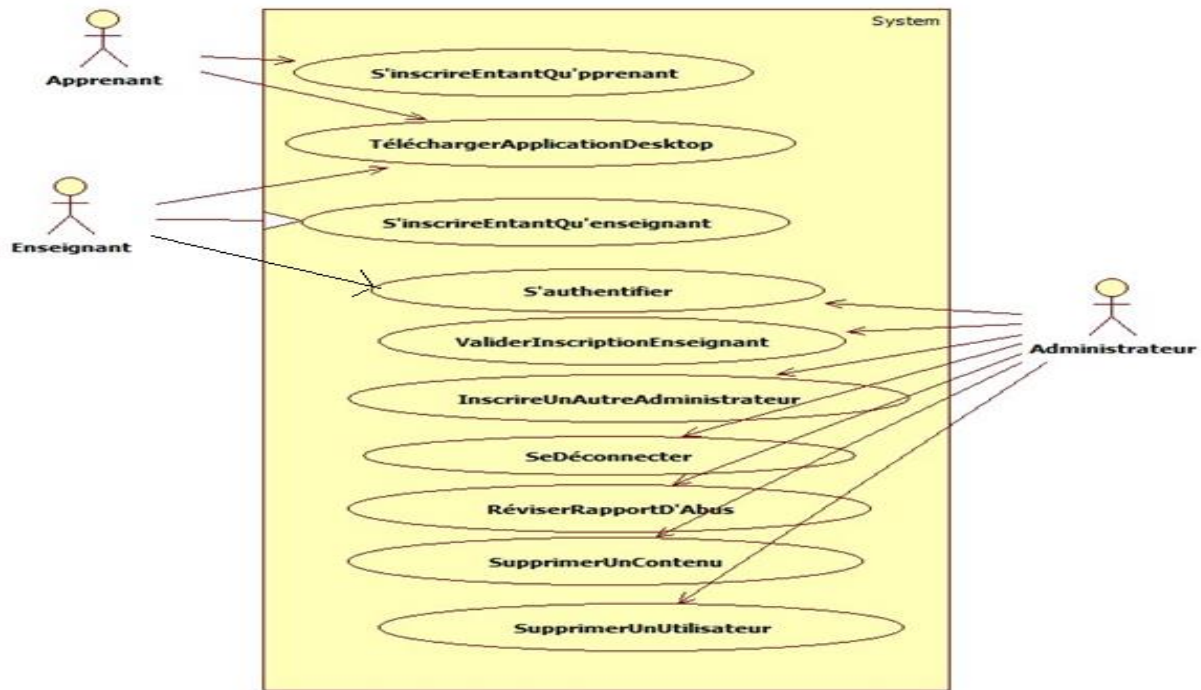 System
Apprenant
S'inscrireEntantQu'pprenant
TéléchargerApplicationDesktop
Enseignant
S'inscrireEntantQu'enseignant
S'authentifier
ValiderInscriptionEnseignant
Administrateur
InscrireUnAutreAdministrateur
SeDéconnecter
RéviserRapportD'Abus
SupprimerUnContenu
SupprimerUnUtilisateur